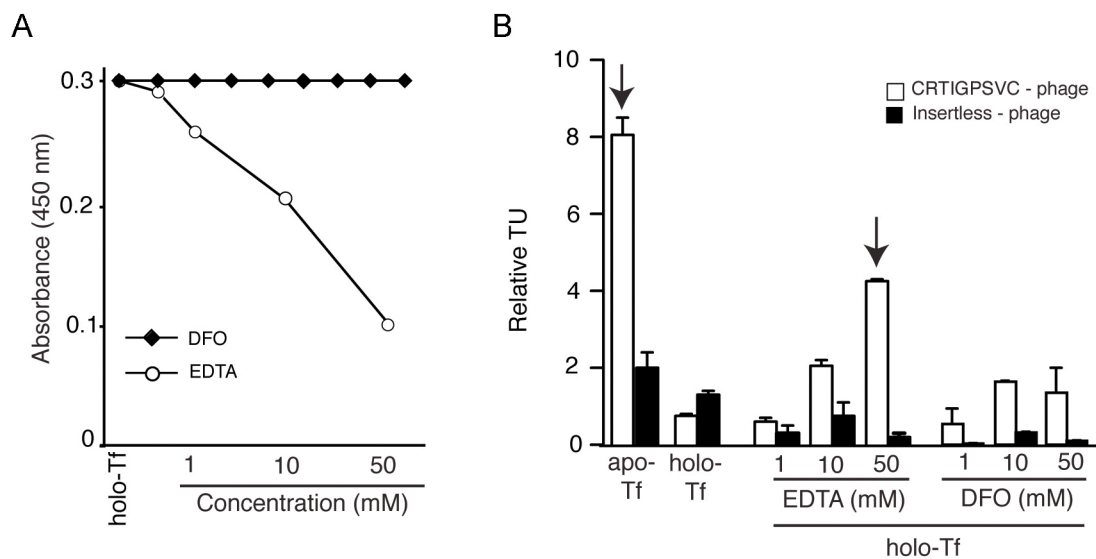 A
Absorbance (450 nm)
0.3
0.2
0.1
0
DFO
EDTA
holo-Tf
1 10 50
Concentration (mM)
B
Relative TU
10
8
6
4
2
0
CRTIGPSVC - phage
Insertless - phage
apo-
Tf
holo-
Tf
1 10 50
EDTA (mM)
1 10 50
DFO (mM)
holo-Tf